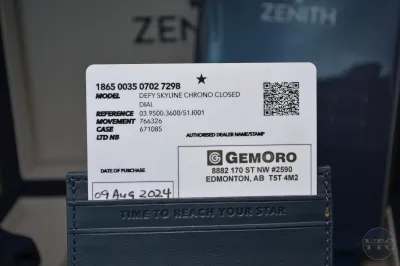 ZENITH
ZENITH
1865 0035 0702 7298
MODEL DEFY SKYLINE CHRONO CLOSED
DIAL
REFERENCE 03.9500.3600/51.I001
MOVEMENT 766326
CASE 671085
LTD NB
AUTHORISED DEALER NAME/STAMP
G GEMORO
8882 170 ST NW #2590
EDMONTON, AB T5T 4M2
DATE OF PURCHASE
09 Aug 2024
TIME TO REACH YOUR STAR